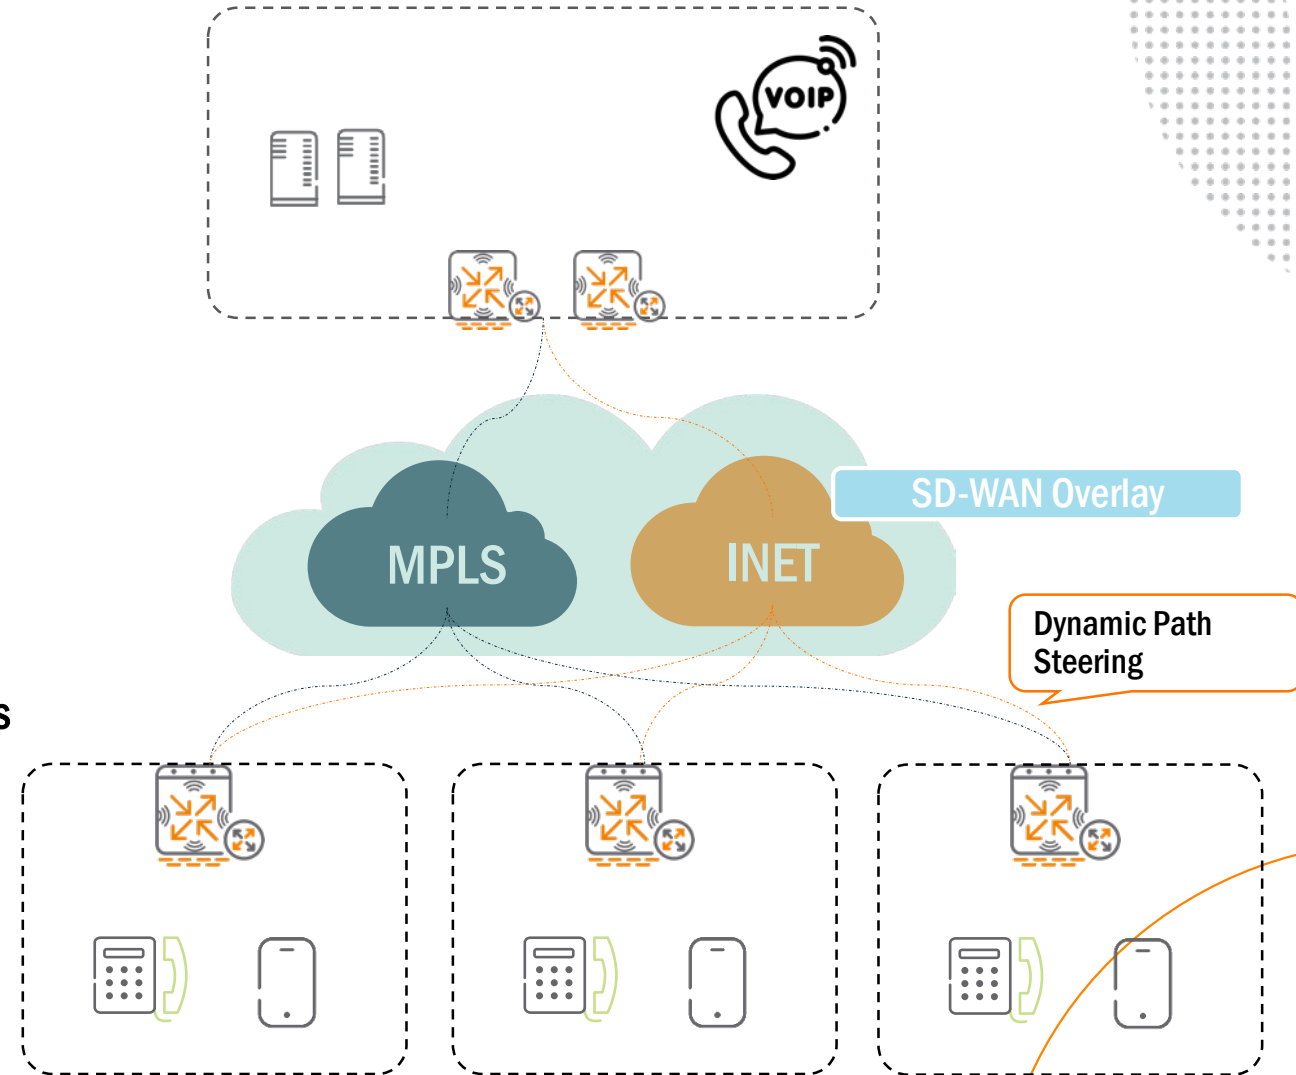 VOIP
MPLS
INET
SD-WAN Overlay
Dynamic Path
Steering
s